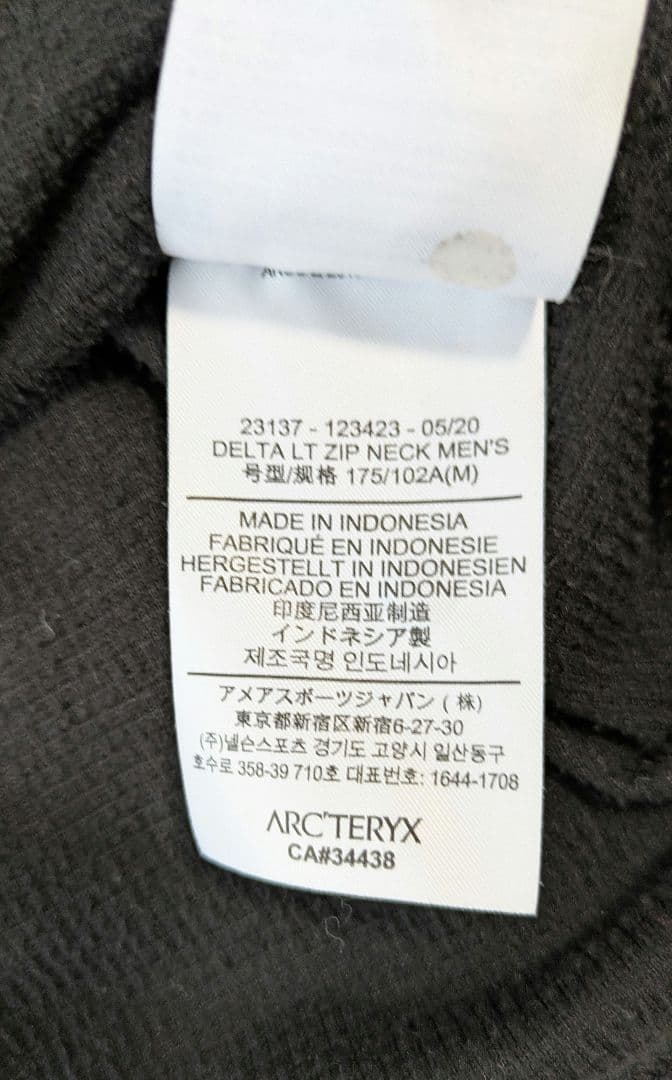 23137 - 123423 - 05/20
DELTA LT ZIP NECK MEN'S
号型/规格 175/102A(M)
MADE IN INDONESIA
FABRIQUÉ EN INDONESIE
HERGESTELLT IN INDONESIEN
FABRICADO EN INDONESIA
印度尼西亚制造
インドネシア製
제조국명 인도네시아
アメアスポーツジャパン ( 株)
東京都新宿区新宿6-27-30
(주)넬슨스포츠 경기도 고양시 일산동구
호수로 358-39 710호 대표번호: 1644-1708
ARC'TERYX
CA#34438